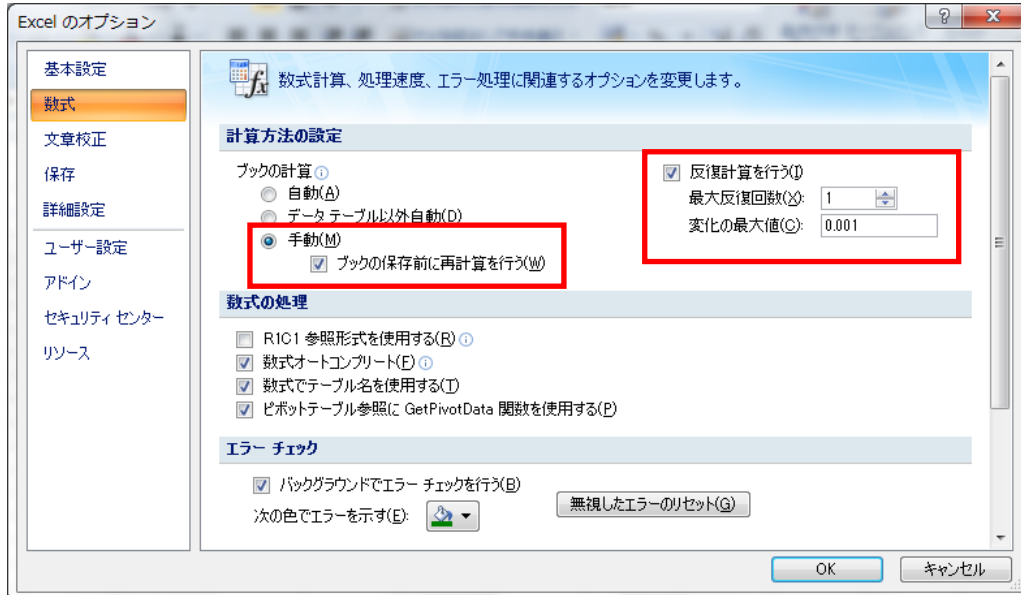 Excel のオプション
基本設定
数式
文章校正
保存
詳細設定
ユーザー設定
アドイン
セキュリティ センター
リソース
数式計算、処理速度、エラー処理に関連するオプションを変更します。
計算方法の設定
ブックの計算
自動(A)
データ テーブル以外自動(D)
手動(M)
ブックの保存前に再計算を行う(W)
反復計算を行う(I)
最大反復回数(X): 1
変化の最大値(C): 0.001
数式の処理
R1C1 参照形式を使用する(R)
数式オートコンプリート(F)
数式でテーブル名を使用する(T)
ピボットテーブル参照に GetPivotData 関数を使用する(P)
エラー チェック
バックグラウンドでエラー チェックを行う(B)
次の色でエラーを示す(E):
無視したエラーのリセット(G)
OK
キャンセル